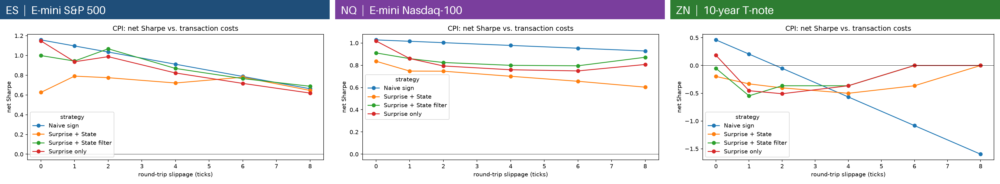 ES | E-mini S&P 500
CPI: net Sharpe vs. transaction costs
1.2
1.0
0.8
0.6
0.4
0.2
0.0
net Sharpe
strategy
Naive sign
Surprise + State
Surprise + State filter
Surprise only
0 1 2 3 4 5 6 7 8
round-trip slippage (ticks)
NQ | E-mini Nasdaq-100
CPI: net Sharpe vs. transaction costs
1.0
0.8
0.6
0.4
0.2
0.0
net Sharpe
strategy
Naive sign
Surprise + State
Surprise + State filter
Surprise only
0 1 2 3 4 5 6 7 8
round-trip slippage (ticks)
ZN | 10-year T-note
CPI: net Sharpe vs. transaction costs
0.5
0.0
−0.5
−1.0
−1.5
net Sharpe
strategy
Naive sign
Surprise + State
Surprise + State filter
Surprise only
0 1 2 3 4 5 6 7 8
round-trip slippage (ticks)